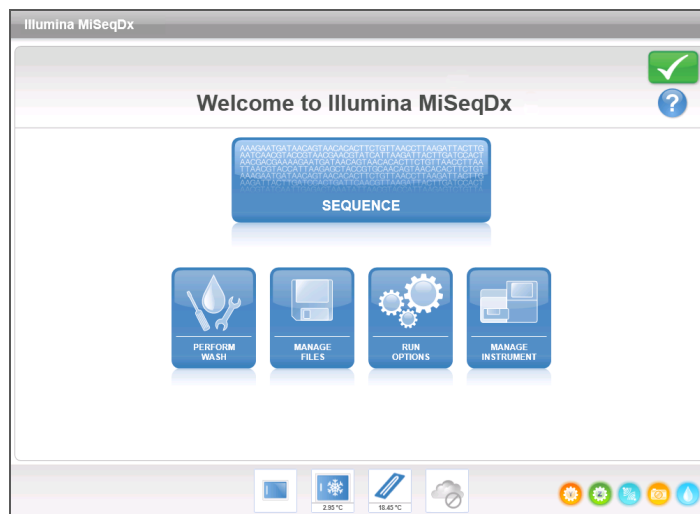 Illumina MiSeqDx
Welcome to Illumina MiSeqDx
?
SEQUENCE
PERFORM
WASH
MANAGE
FILES
RUN
OPTIONS
MANAGE
INSTRUMENT
2.95 °C
18.45 °C